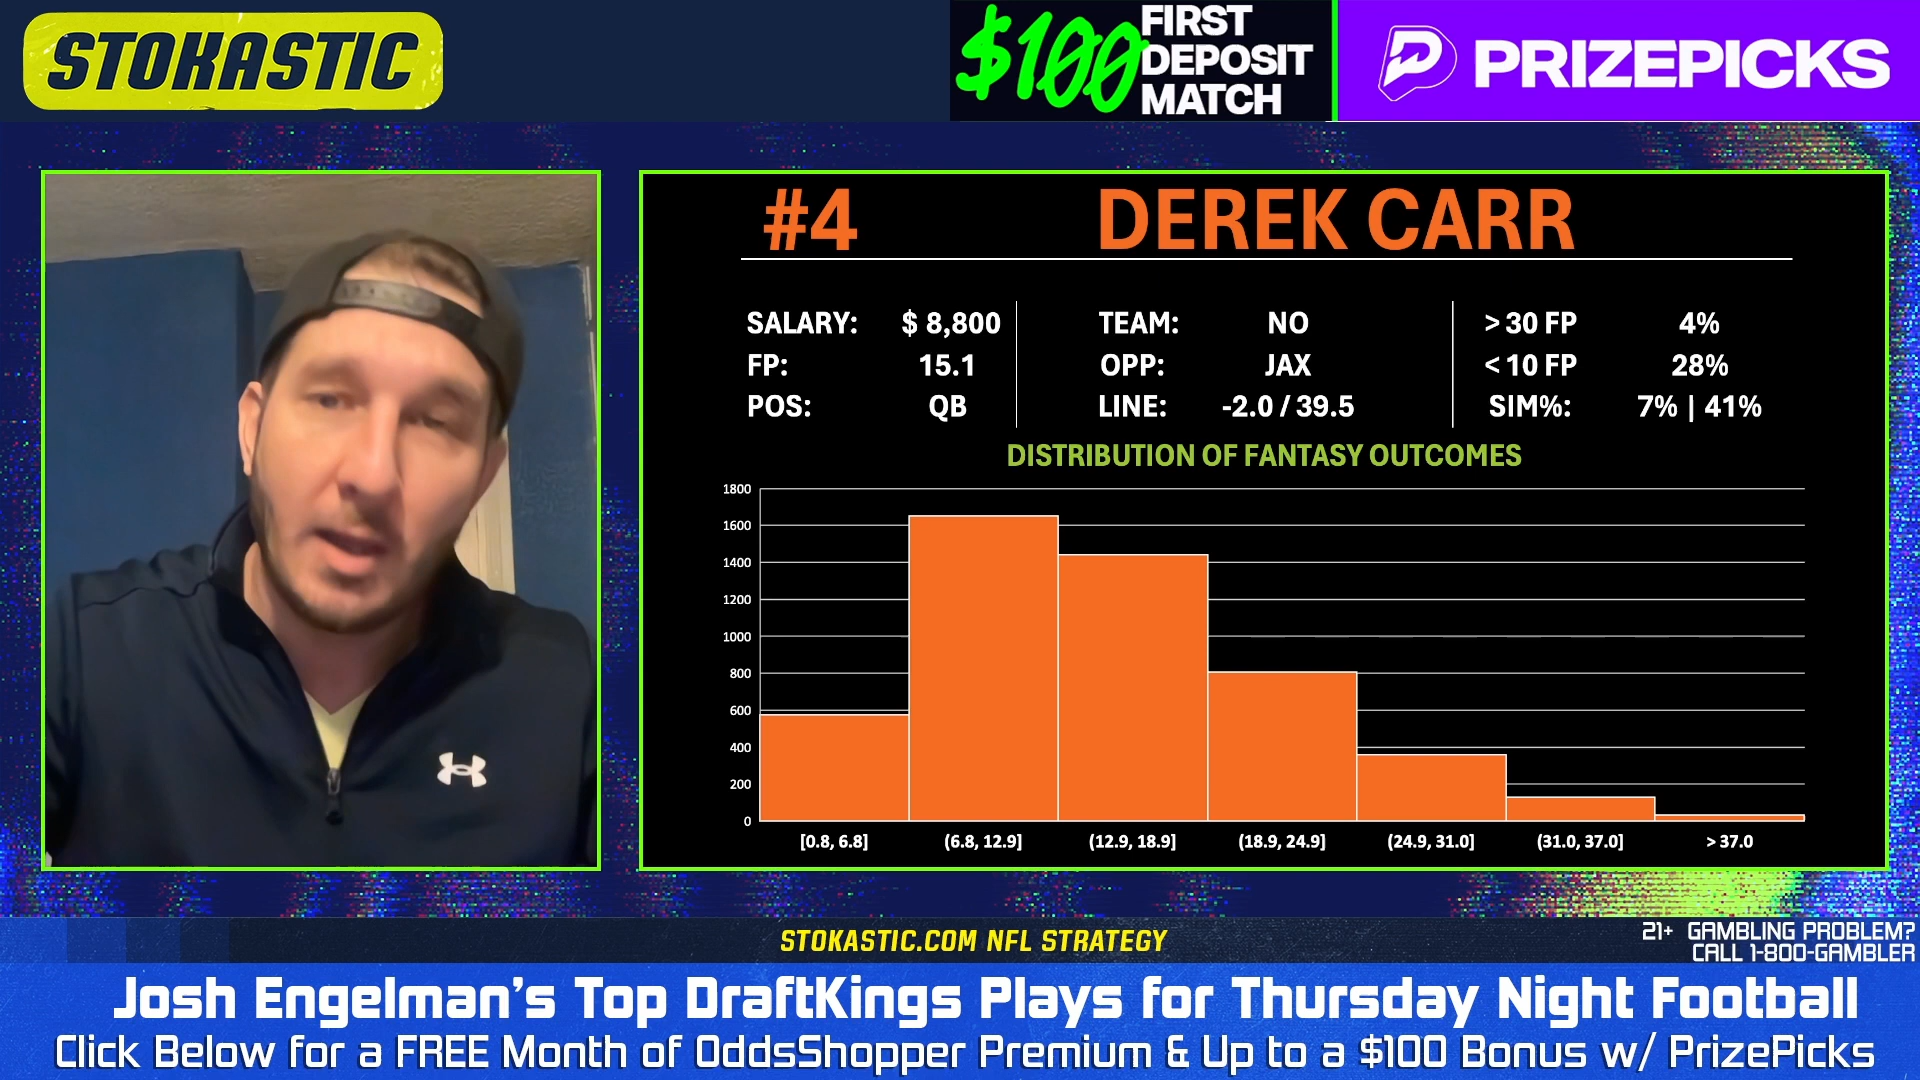 STOKASTIC
$100 FIRST DEPOSIT MATCH
PRIZEPICKS
#4 DEREK CARR
SALARY: $ 8,800 TEAM: NO > 30 FP 4%
FP: 15.1 OPP: JAX < 10 FP 28%
POS: QB LINE: -2.0 / 39.5 SIM%: 7% | 41%
DISTRIBUTION OF FANTASY OUTCOMES
1800
1600
1400
1200
1000
800
600
400
200
0
[0.8, 6.8] (6.8, 12.9] (12.9, 18.9] (18.9, 24.9] (24.9, 31.0] (31.0, 37.0] > 37.0
STOKASTIC.COM NFL STRATEGY
21+ GAMBLING PROBLEM?
CALL 1-800-GAMBLER
Josh Engelman's Top DraftKings Plays for Thursday Night Football
Click Below for a FREE Month of OddsShopper Premium & Up to a $100 Bonus w/ PrizePicks